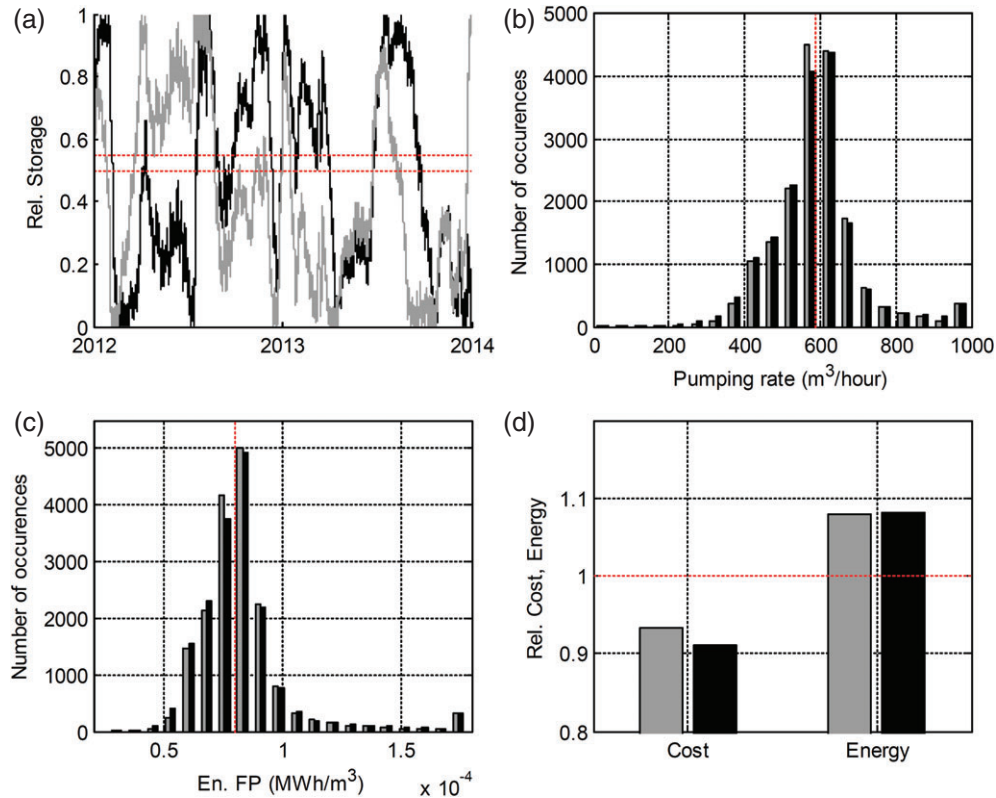 (a)
1
0.8
0.6
0.4
0.2
0
Rel. Storage
2012 2013 2014
(b)
5000
4000
3000
2000
1000
0
Number of occurences
0 200 400 600 800 1000
Pumping rate (m³/hour)
(c)
5000
4000
3000
2000
1000
0
Number of occurences
0.5 1 1.5
x 10⁻⁴
En. FP (MWh/m³)
(d)
1.1
1
0.9
0.8
Rel. Cost, Energy
Cost Energy